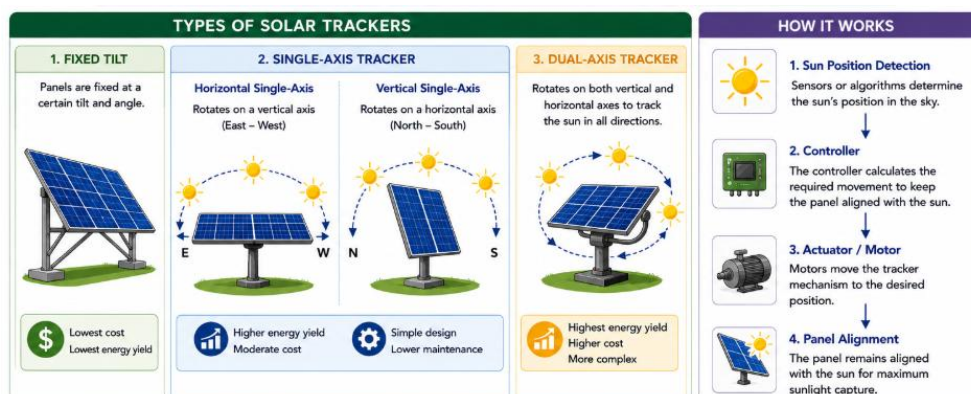 TYPES OF SOLAR TRACKERS
1. FIXED TILT
Panels are fixed at a
certain tilt and angle.
$
Lowest cost
Lowest energy yield
2. SINGLE-AXIS TRACKER
Horizontal Single-Axis
Rotates on a vertical axis
(East – West)
E
W
Higher energy yield
Moderate cost
Vertical Single-Axis
Rotates on a horizontal axis
(North – South)
N
S
Simple design
Lower maintenance
3. DUAL-AXIS TRACKER
Rotates on both vertical and
horizontal axes to track
the sun in all directions.
Highest energy yield
Higher cost
More complex
HOW IT WORKS
1. Sun Position Detection
Sensors or algorithms determine
the sun's position in the sky.
2. Controller
The controller calculates the
required movement to keep
the panel aligned with the sun.
3. Actuator / Motor
Motors move the tracker
mechanism to the desired
position.
4. Panel Alignment
The panel remains aligned
with the sun for maximum
sunlight capture.